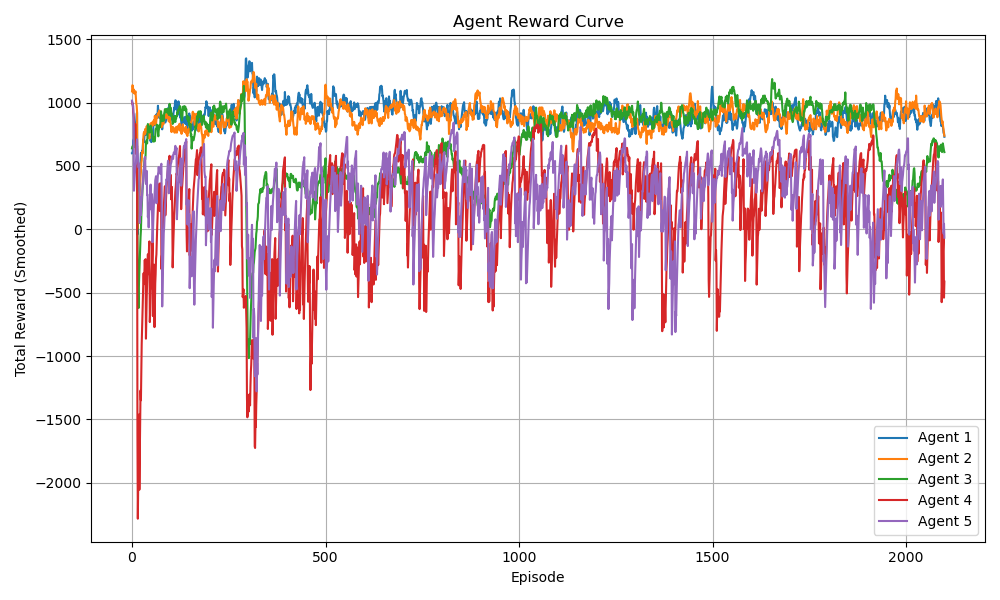 Agent Reward Curve
Total Reward (Smoothed)
1500
1000
500
0
−500
−1000
−1500
−2000
0
500
1000
1500
2000
Episode
Agent 1
Agent 2
Agent 3
Agent 4
Agent 5